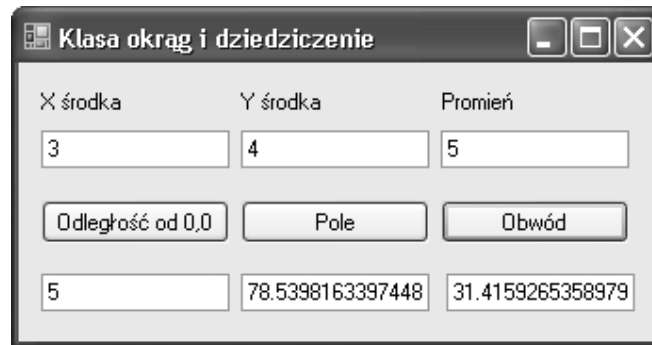 Klasa okrąg i dziedziczenie
X środka Y środka Promień
3 4 5
Odległość od 0,0 Pole Obwód
5 78.5398163397448 31.4159265358979